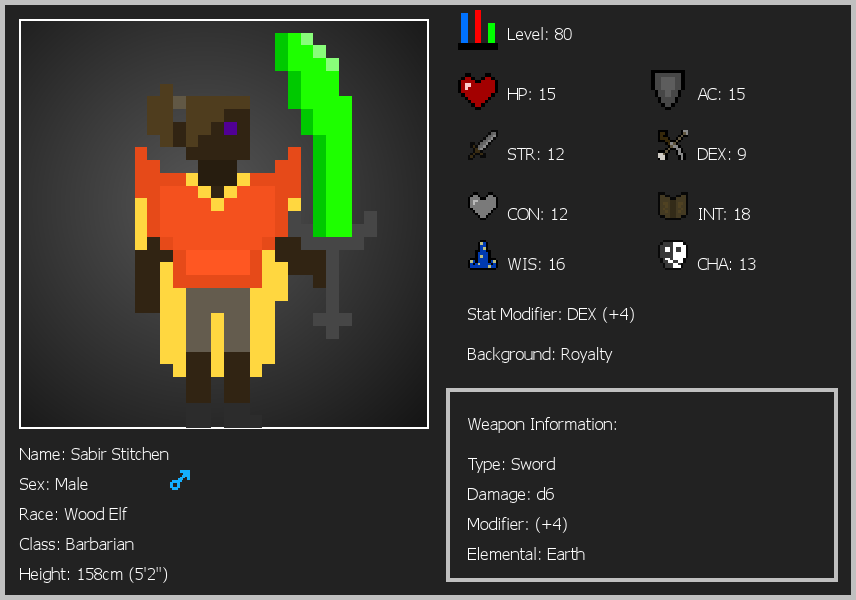 Level: 80
HP: 15
AC: 15
STR: 12
DEX: 9
CON: 12
INT: 18
WIS: 16
CHA: 13
Stat Modifier: DEX (+4)
Background: Royalty
Weapon Information:
Type: Sword
Damage: d6
Modifier: (+4)
Elemental: Earth
Name: Sabir Stitchen
Sex: Male
Race: Wood Elf
Class: Barbarian
Height: 158cm (5'2")